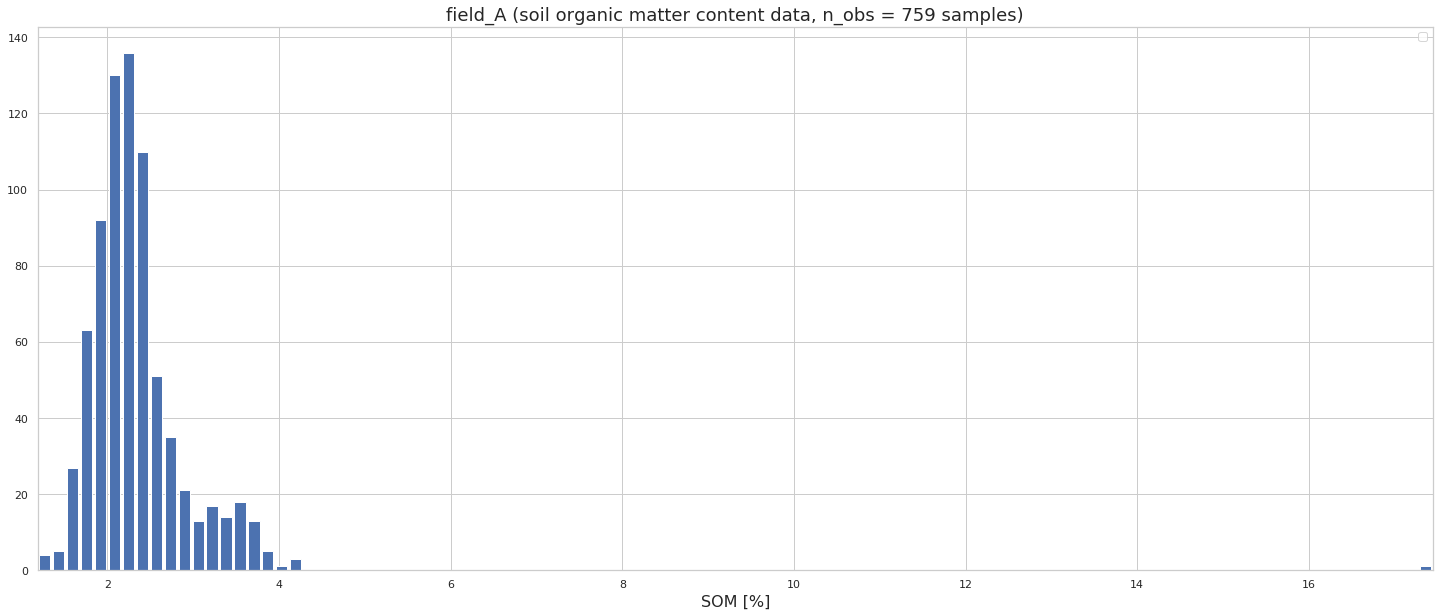 field_A (soil organic matter content data, n_obs = 759 samples)
140
120
100
80
60
40
20
0
2 4 6 8 10 12 14 16
SOM [%]